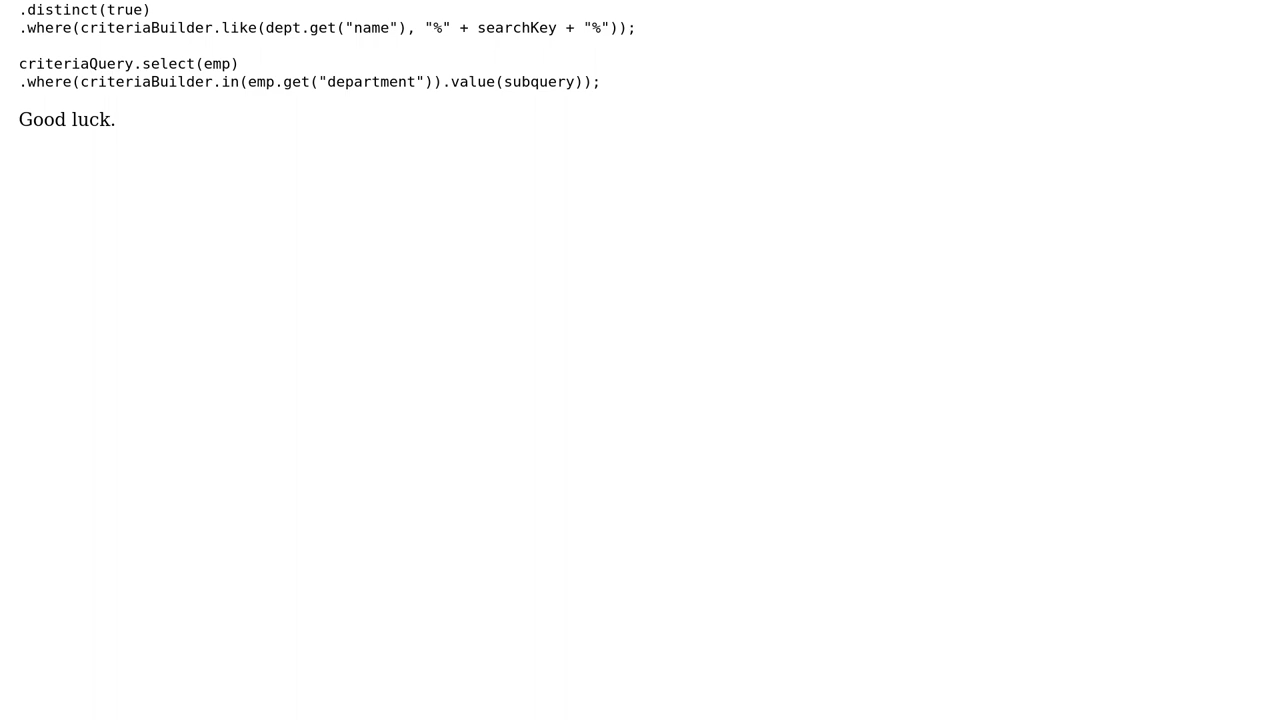 .distinct(true)
.where(criteriaBuilder.like(dept.get("name"), "%" + searchKey + "%"));
criteriaQuery.select(emp)
.where(criteriaBuilder.in(emp.get("department")).value(subquery));
Good luck.